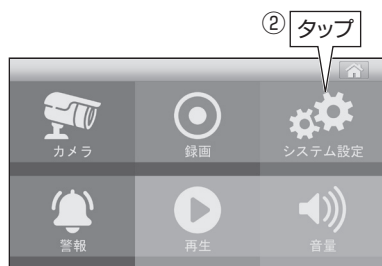 ② タップ
カメラ 録画 システム設定
警報 再生 音量